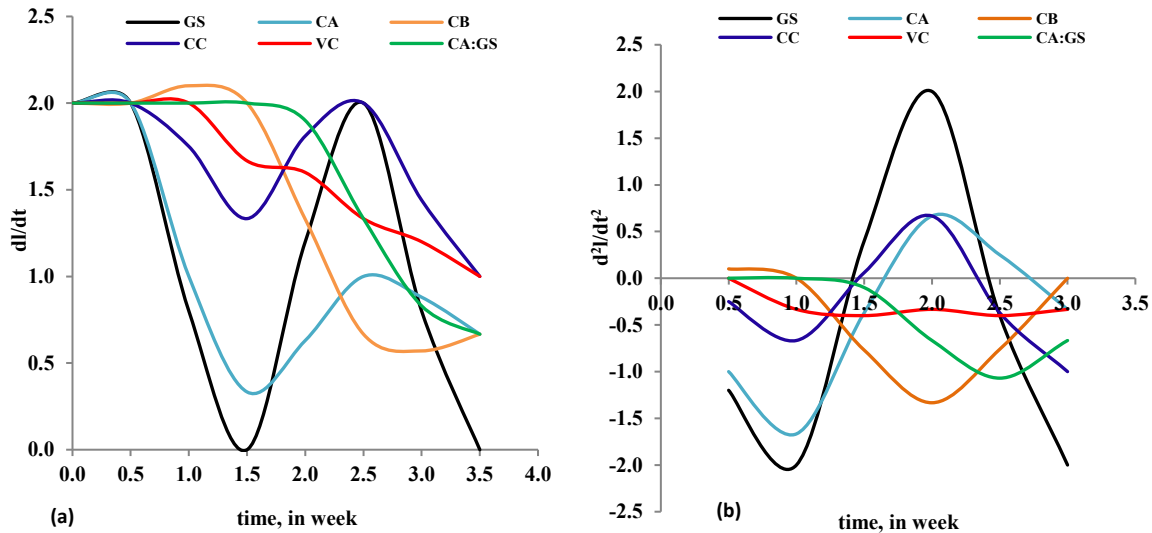 GS CA CB
CC VC CA:GS
2.5
2.0
1.5
1.0
0.5
0.0
0.0 0.5 1.0 1.5 2.0 2.5 3.0 3.5 4.0
dl/dt
time, in week
(a)
GS CA CB
CC VC CA:GS
2.5
2.0
1.5
1.0
0.5
0.0
-0.5
-1.0
-1.5
-2.0
-2.5
0.0 0.5 1.0 1.5 2.0 2.5 3.0 3.5
d²l/dt²
time, in week
(b)